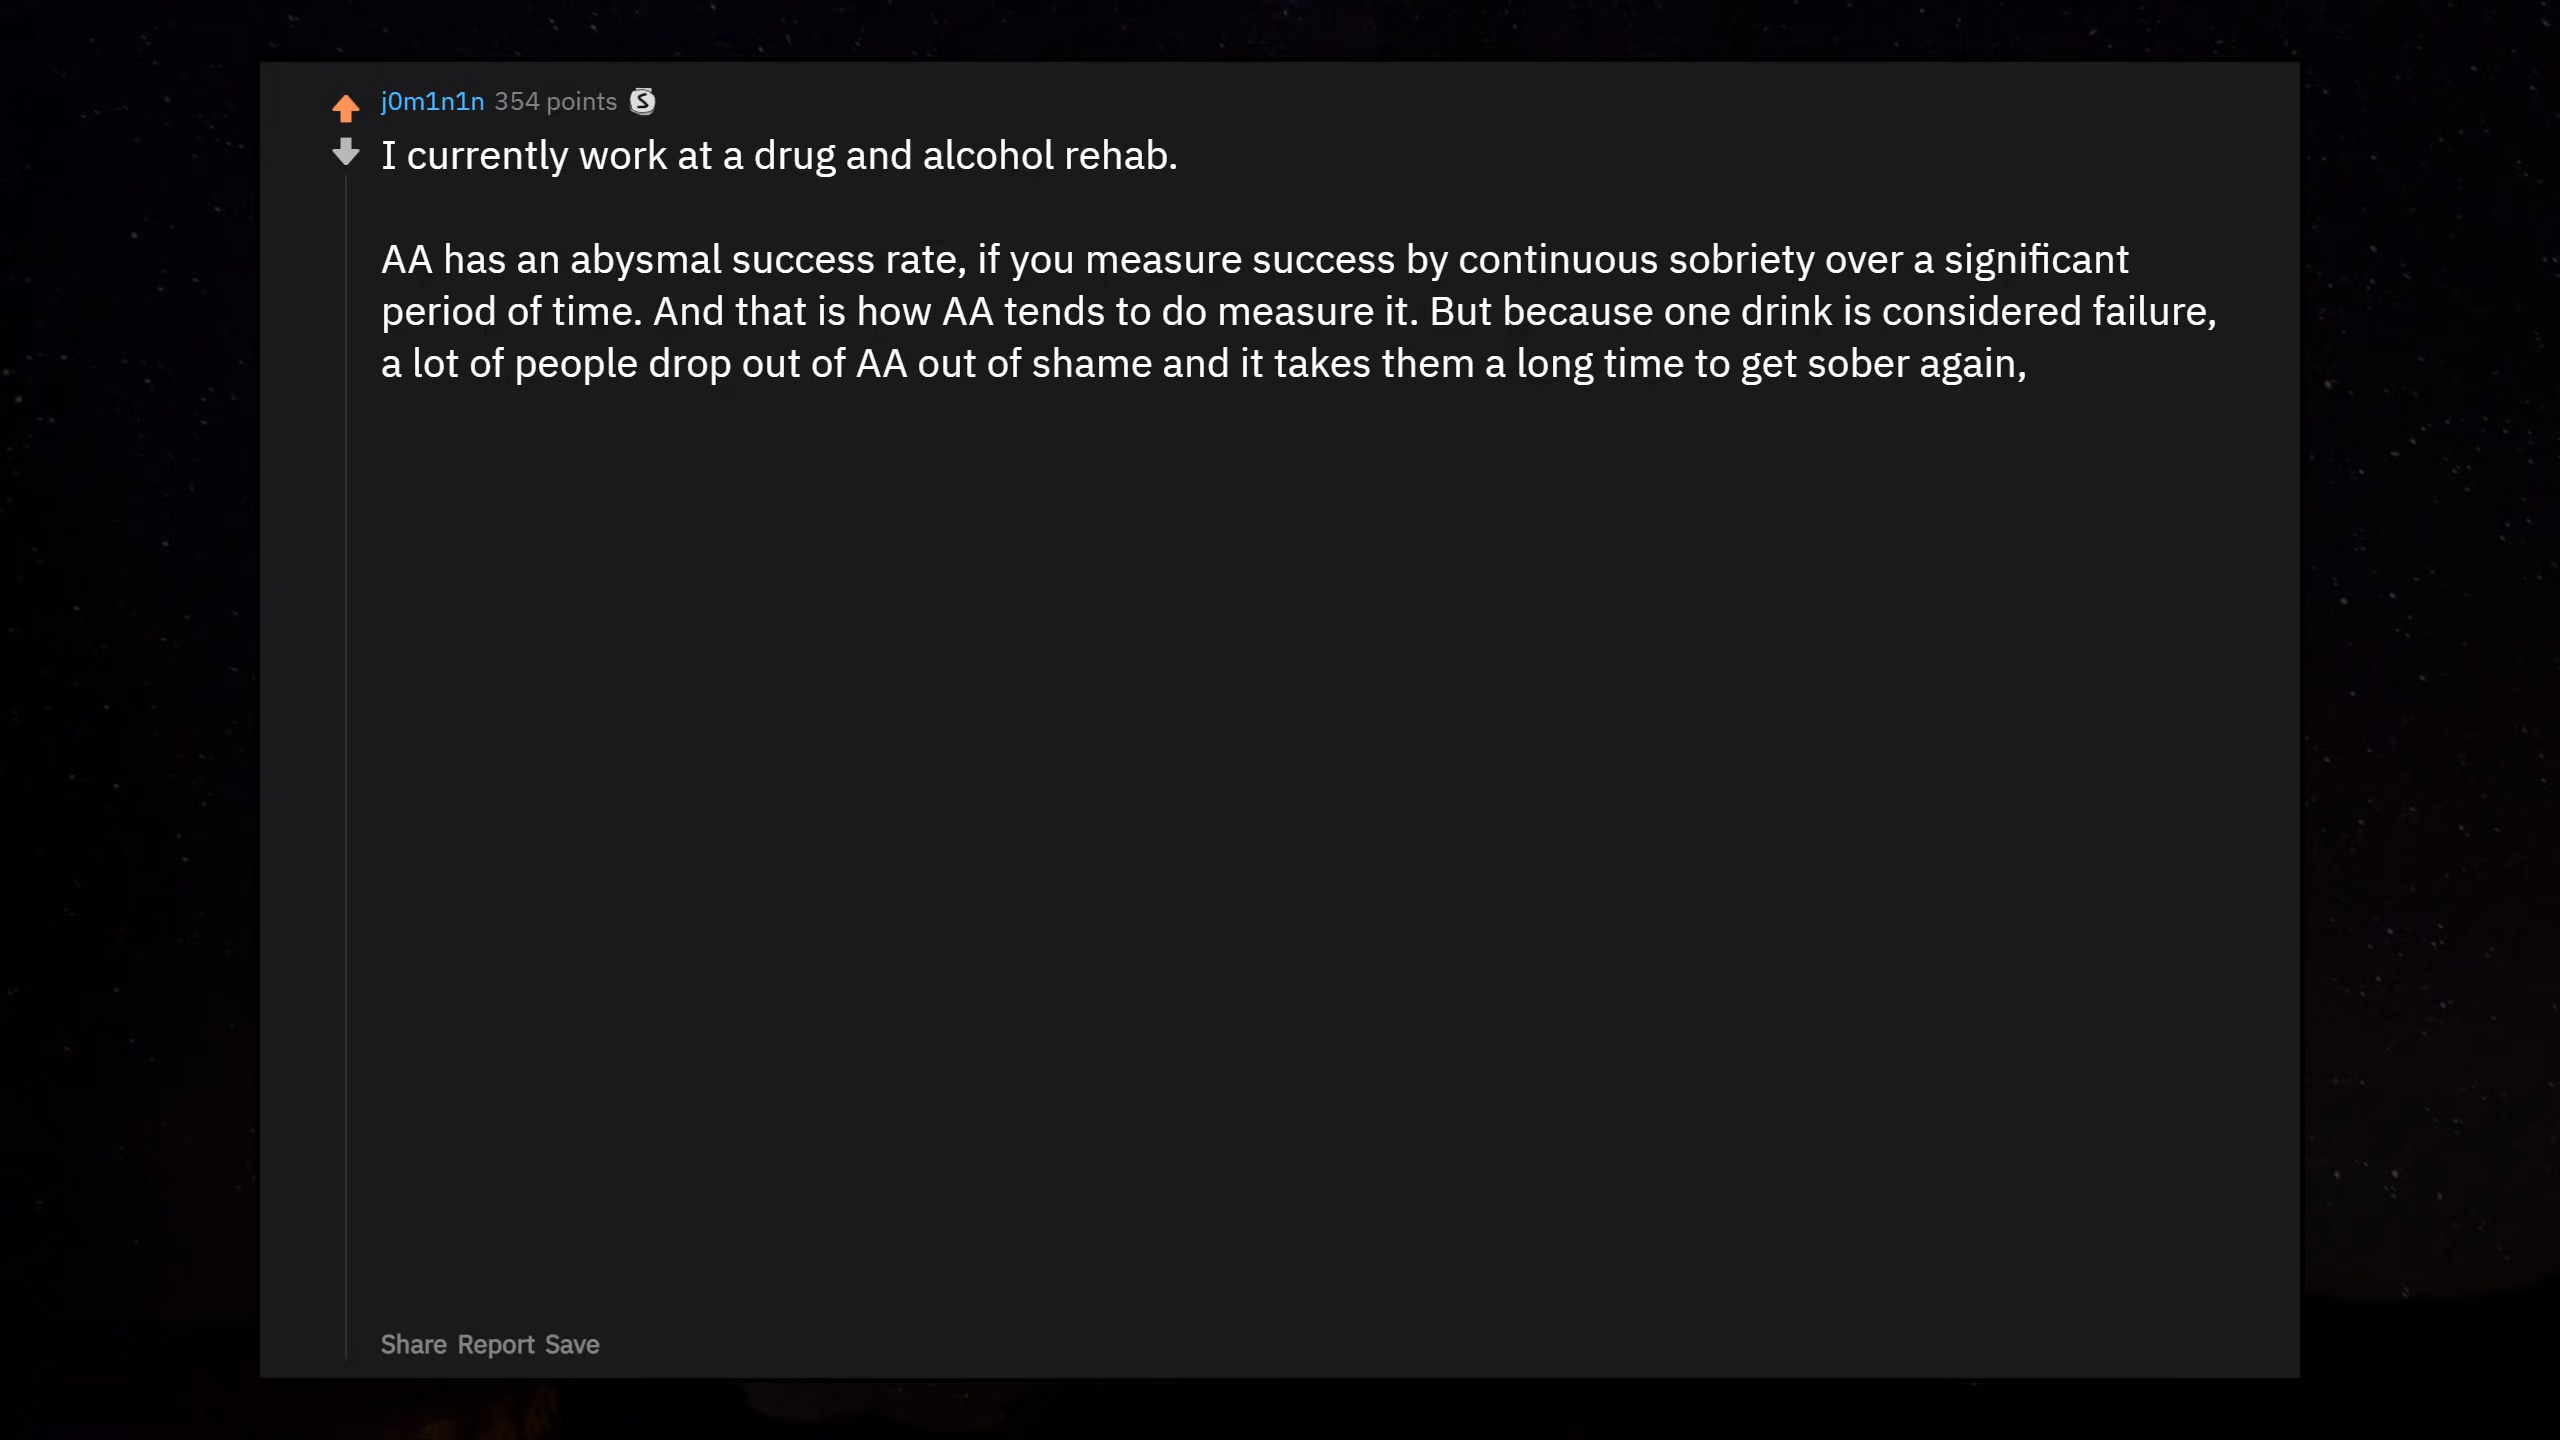 j0m1n1n 354 points S
I currently work at a drug and alcohol rehab.
AA has an abysmal success rate, if you measure success by continuous sobriety over a significant
period of time. And that is how AA tends to do measure it. But because one drink is considered failure,
a lot of people drop out of AA out of shame and it takes them a long time to get sober again,
Share Report Save